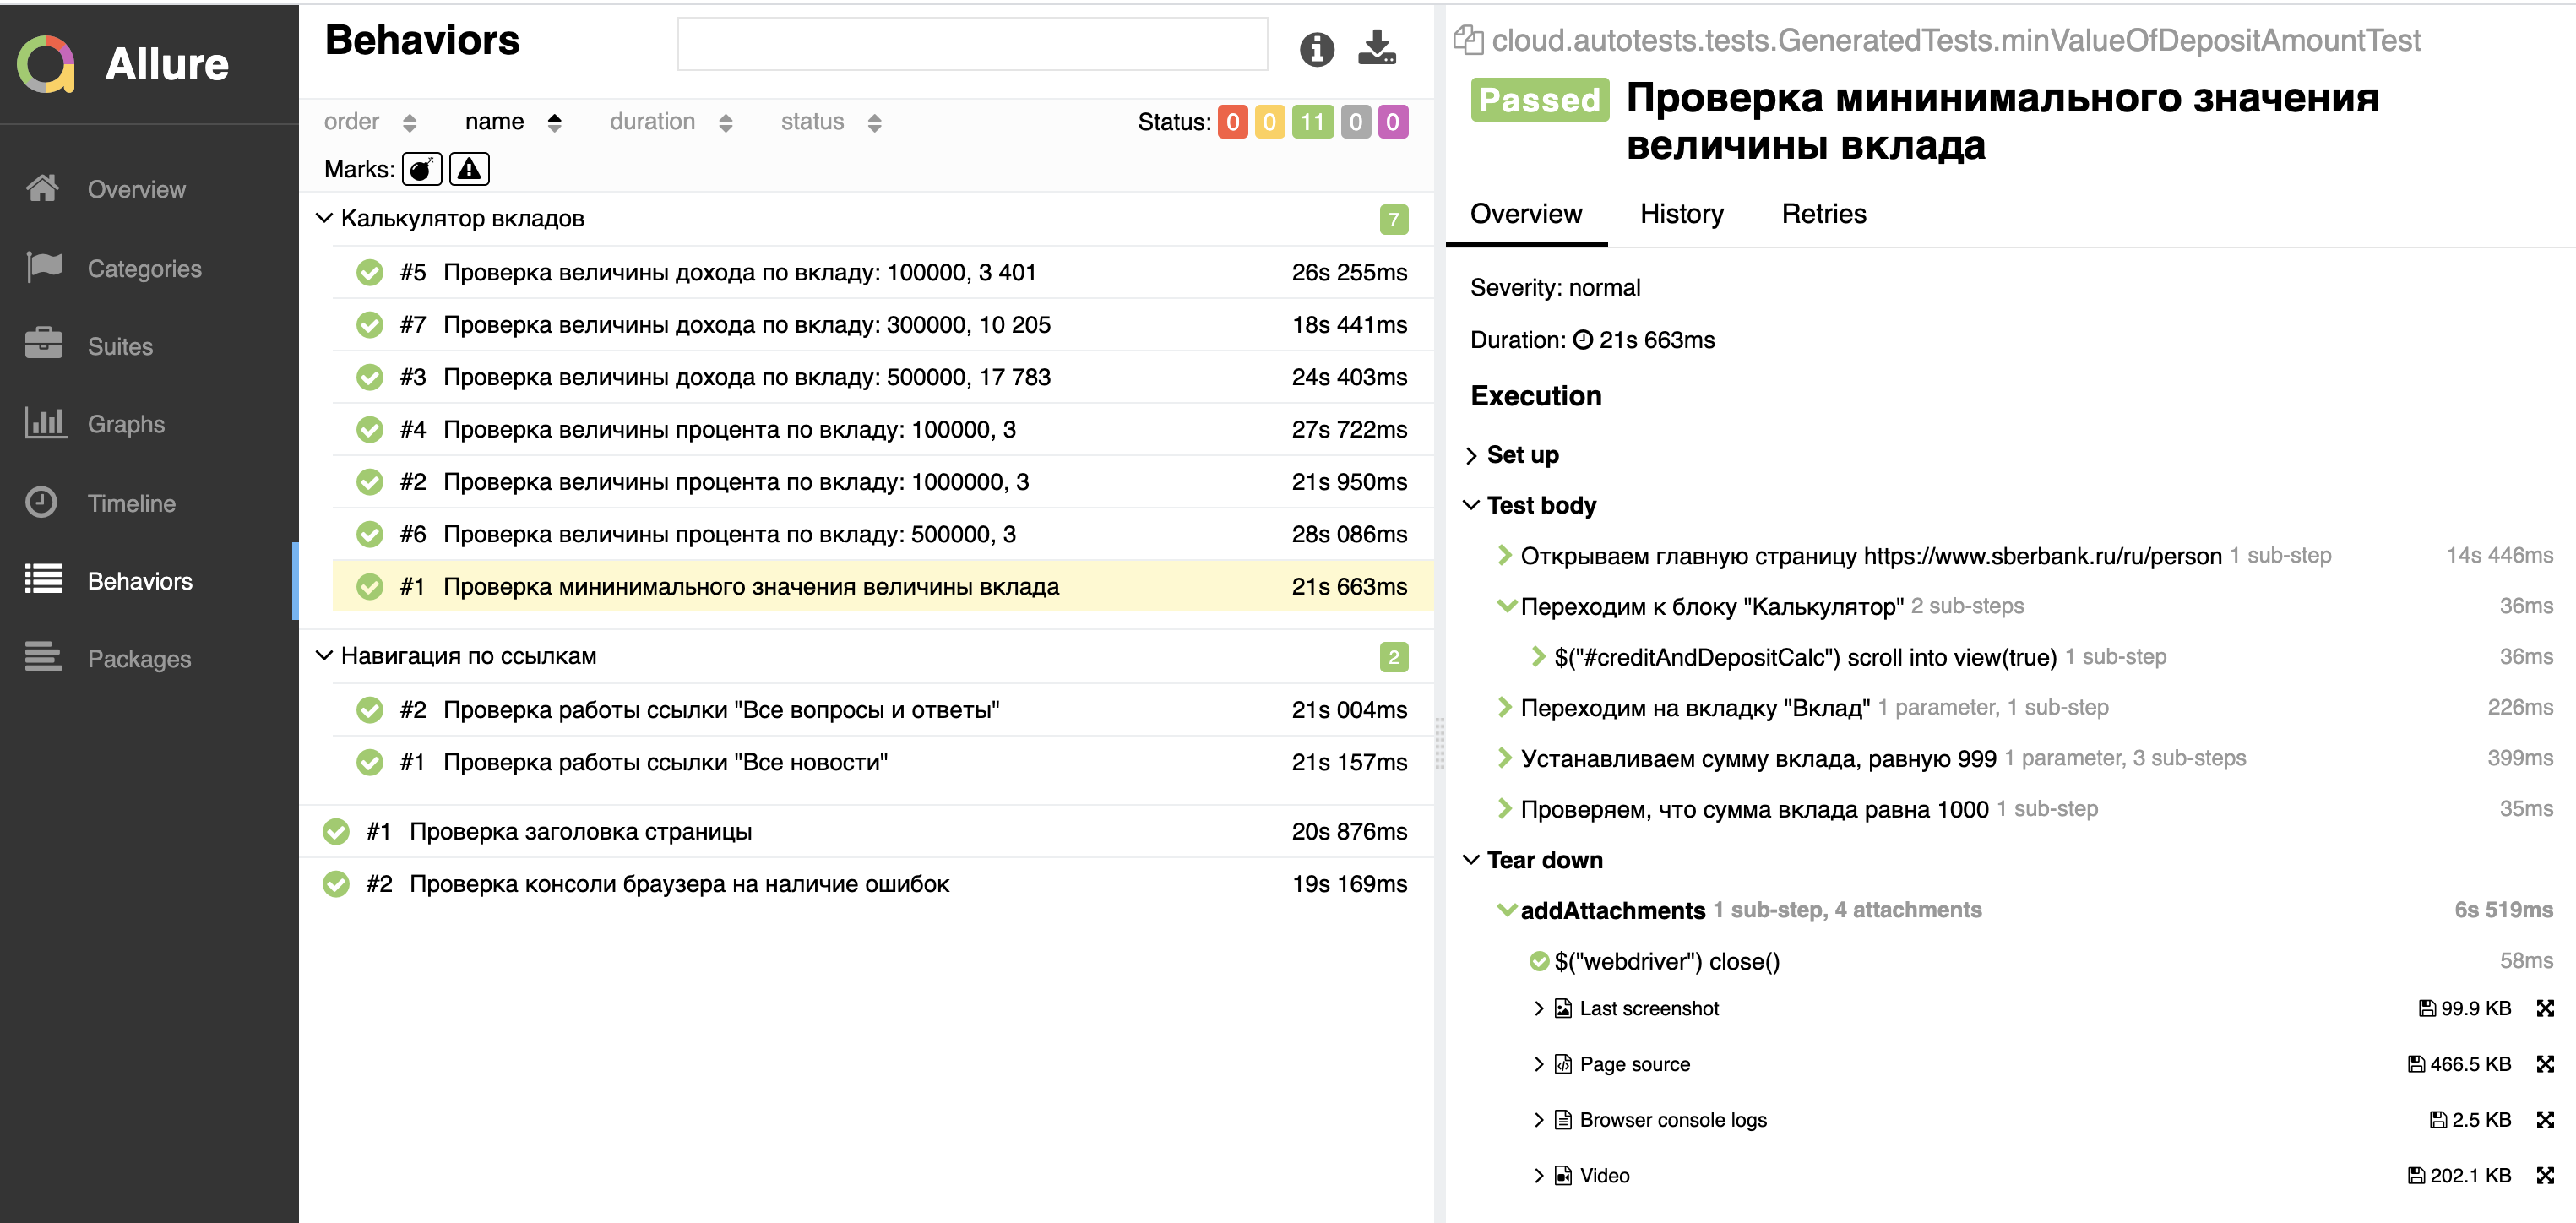 Allure
Overview
Categories
Suites
Graphs
Timeline
Behaviors
Packages
Behaviors
order name duration status Status: 0 0 11 0 0
Marks:
Калькулятор вкладов 7
#5 Проверка величины дохода по вкладу: 100000, 3 401 26s 255ms
#7 Проверка величины дохода по вкладу: 300000, 10 205 18s 441ms
#3 Проверка величины дохода по вкладу: 500000, 17 783 24s 403ms
#4 Проверка величины процента по вкладу: 100000, 3 27s 722ms
#2 Проверка величины процента по вкладу: 1000000, 3 21s 950ms
#6 Проверка величины процента по вкладу: 500000, 3 28s 086ms
#1 Проверка мининимального значения величины вклада 21s 663ms
Навигация по ссылкам 2
#2 Проверка работы ссылки "Все вопросы и ответы" 21s 004ms
#1 Проверка работы ссылки "Все новости" 21s 157ms
#1 Проверка заголовка страницы 20s 876ms
#2 Проверка консоли браузера на наличие ошибок 19s 169ms
cloud.autotests.tests.GeneratedTests.minValueOfDepositAmountTest
Passed Проверка мининимального значения
величины вклада
Overview History Retries
Severity: normal
Duration: 21s 663ms
Execution
Set up
Test body
Открываем главную страницу https://www.sberbank.ru/ru/person 1 sub-step 14s 446ms
Переходим к блоку "Калькулятор" 2 sub-steps 36ms
$("#creditAndDepositCalc") scroll into view(true) 1 sub-step 36ms
Переходим на вкладку "Вклад" 1 parameter, 1 sub-step 226ms
Устанавливаем сумму вклада, равную 999 1 parameter, 3 sub-steps 399ms
Проверяем, что сумма вклада равна 1000 1 sub-step 35ms
Tear down
addAttachments 1 sub-step, 4 attachments 6s 519ms
$("webdriver") close() 58ms
Last screenshot 99.9 KB
Page source 466.5 KB
Browser console logs 2.5 KB
Video 202.1 KB